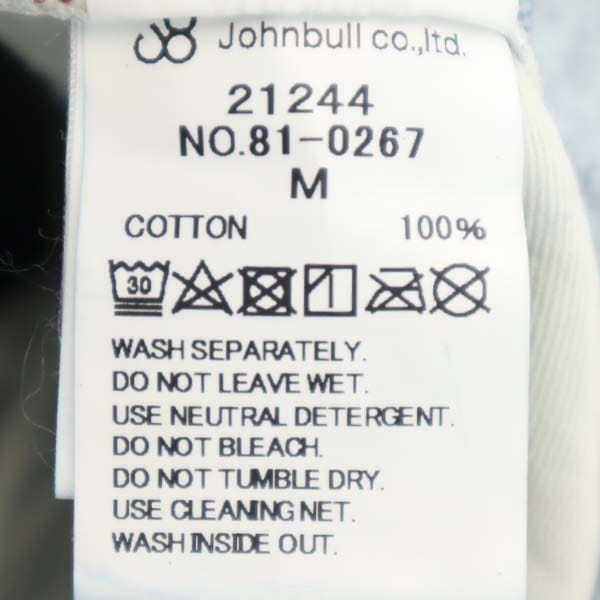 Johnbull co.,ltd.
21244
NO.81-0267
M
COTTON 100%
30
WASH SEPARATELY.
DO NOT LEAVE WET.
USE NEUTRAL DETERGENT.
DO NOT BLEACH.
DO NOT TUMBLE DRY.
USE CLEANING NET.
WASH INSIDE OUT.